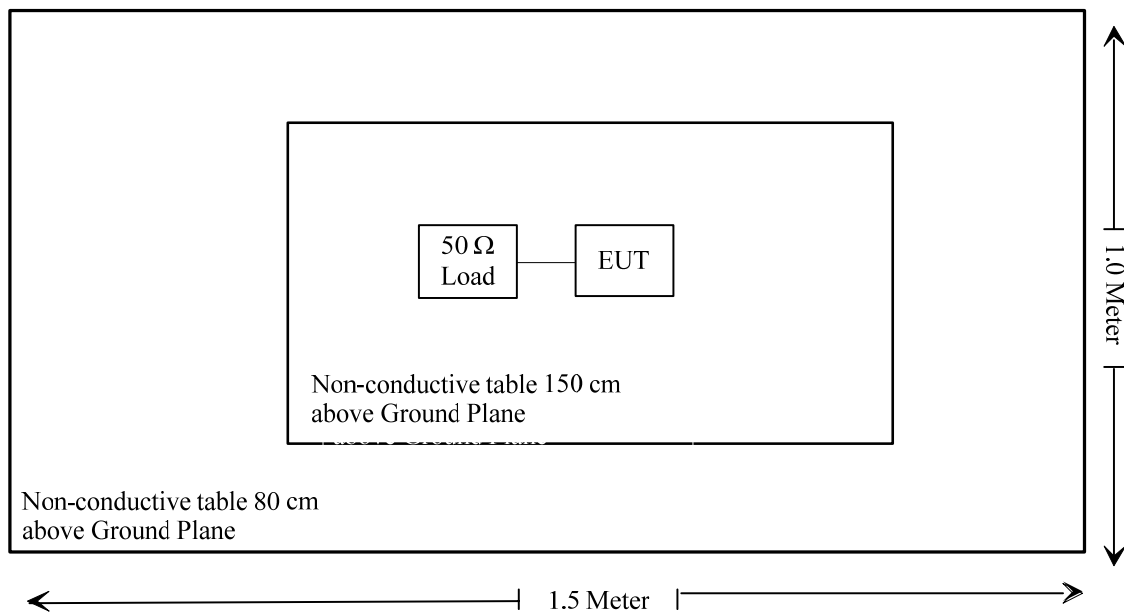 50 Ω
Load
EUT
1.0 Meter
Non-conductive table 150 cm
above Ground Plane
Non-conductive table 80 cm
above Ground Plane
1.5 Meter